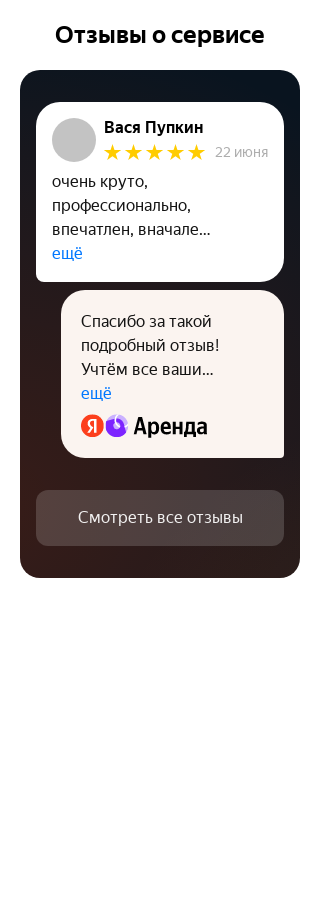 Отзывы о сервисе
Вася Пупкин
22 июня
очень круто,
профессионально,
впечатлен, вначале...
ещё
Спасибо за такой
подробный отзыв!
Учтём все ваши...
ещё
Я Аренда
Смотреть все отзывы